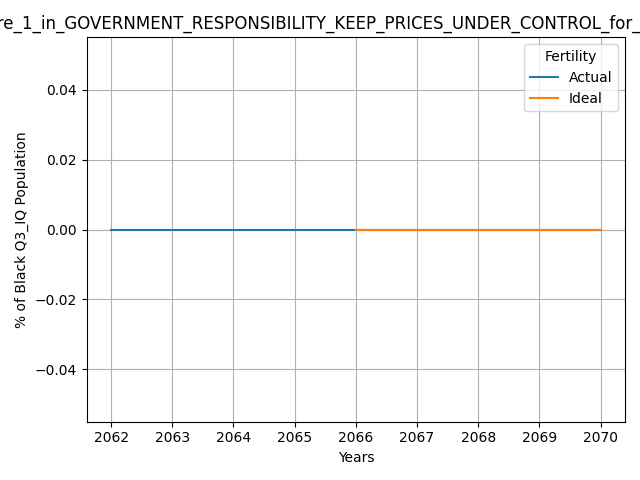 re_1_in_GOVERNMENT_RESPONSIBILITY_KEEP_PRICES_UNDER_CONTROL_for_
Fertility
Actual
Ideal
% of Black Q3_IQ Population
0.04
0.02
0.00
−0.02
−0.04
2062 2063 2064 2065 2066 2067 2068 2069 2070
Years